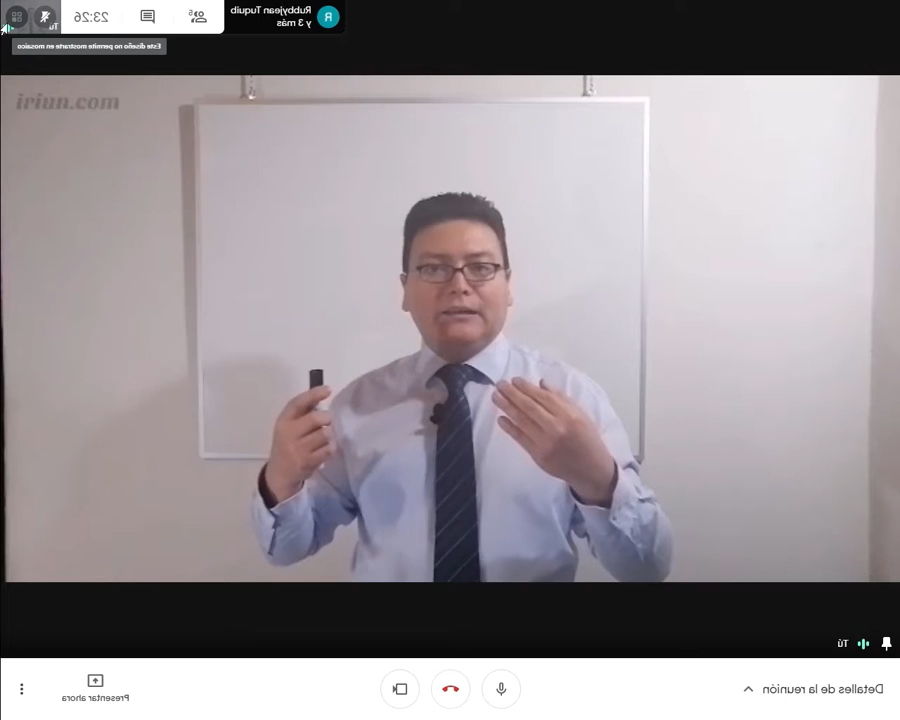 Tú
23:26
6
Rubbyjean Tuquib
y 3 más
R
Este diseño no permite mostrarte en mosaico
iriun.com
Tú
Presentar ahora
Detalles de la reunión